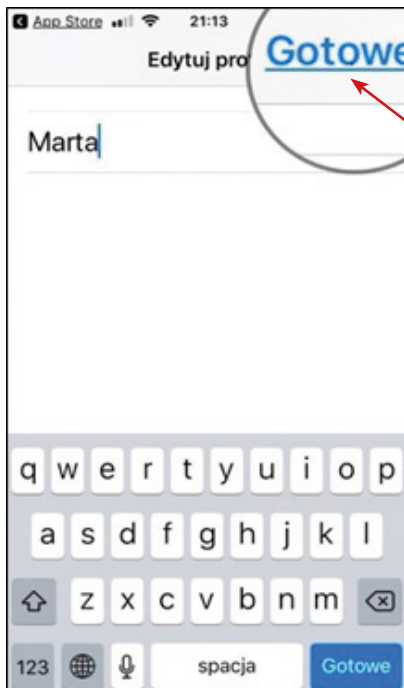 App Store 21:13
Edytuj pro Gotowe
Marta
q w e r t y u i o p
a s d f g h j k l
z x c v b n m
123 spacja Gotowe